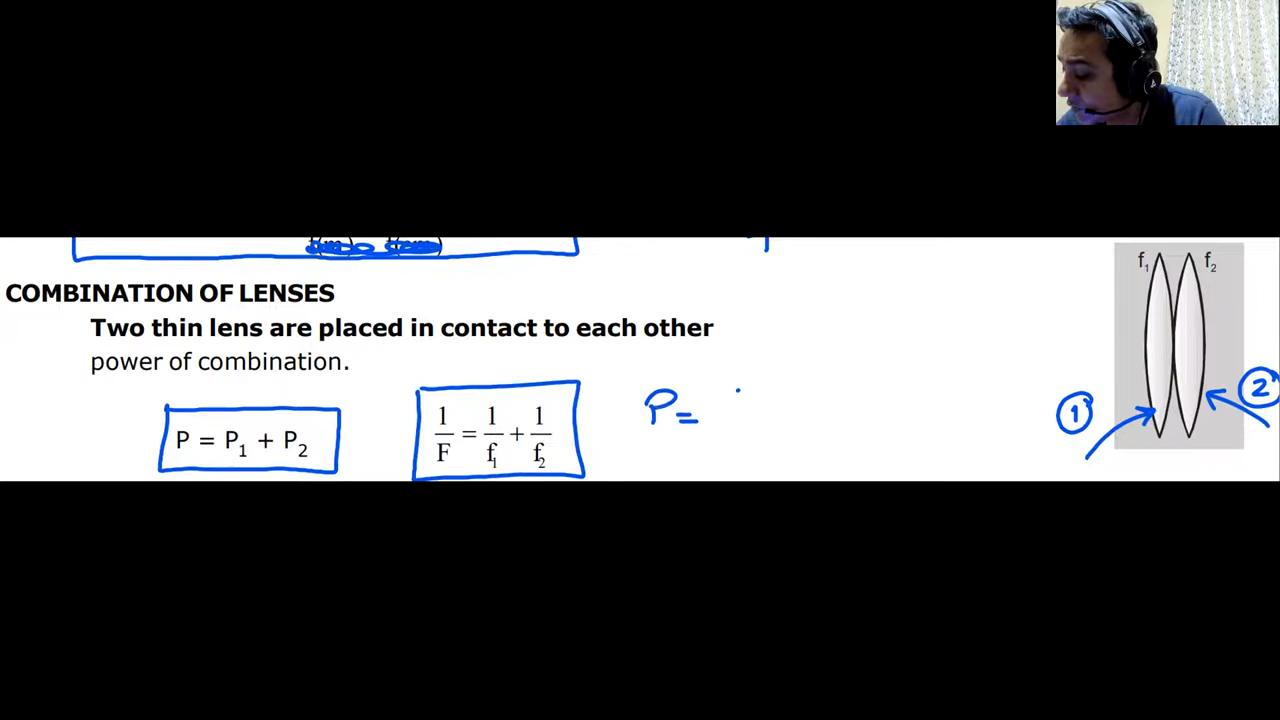 COMBINATION OF LENSES
Two thin lens are placed in contact to each other
power of combination.
P = P₁ + P₂
1/F = 1/f₁ + 1/f₂
P =
f₁ f₂
① ②